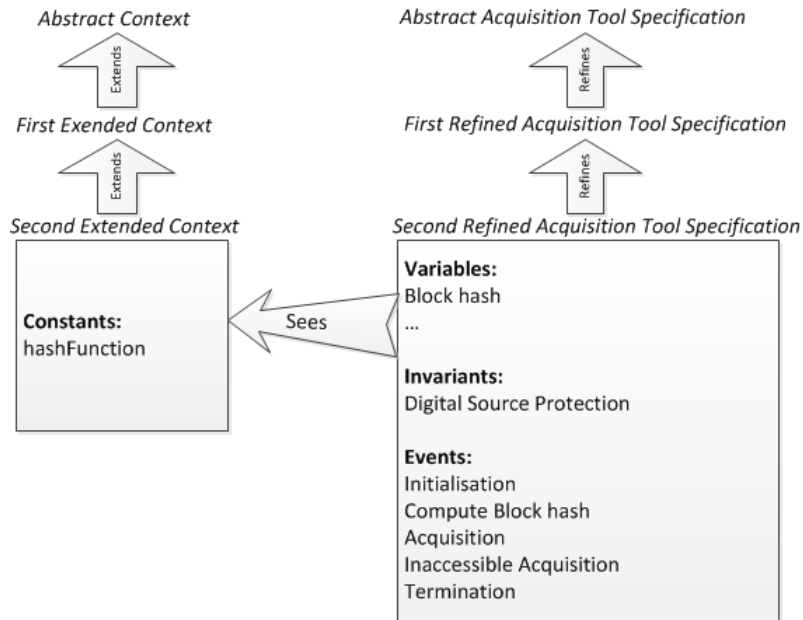 Abstract Context
Abstract Acquisition Tool Specification
Extends
Refines
First Exended Context
First Refined Acquisition Tool Specification
Extends
Refines
Second Extended Context
Second Refined Acquisition Tool Specification
Constants:
hashFunction
Sees
Variables:
Block hash
...
Invariants:
Digital Source Protection
Events:
Initialisation
Compute Block hash
Acquisition
Inaccessible Acquisition
Termination